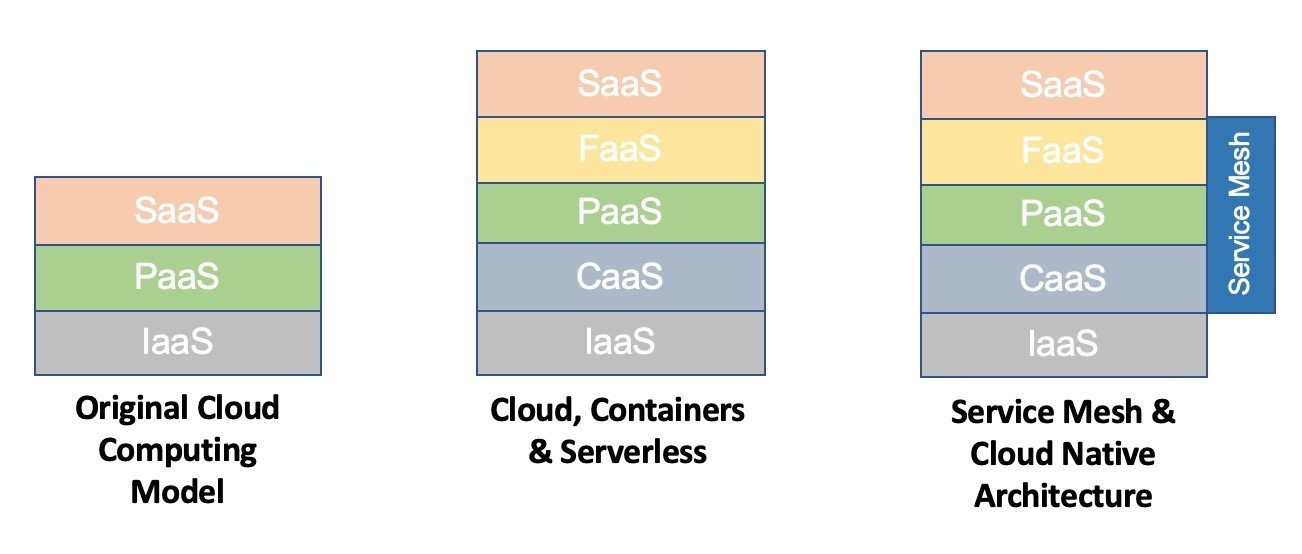 SaaS
PaaS
IaaS
Original Cloud
Computing
Model
SaaS
FaaS
PaaS
CaaS
IaaS
Cloud, Containers
& Serverless
SaaS
FaaS
PaaS
CaaS
IaaS
Service Mesh
Service Mesh &
Cloud Native
Architecture